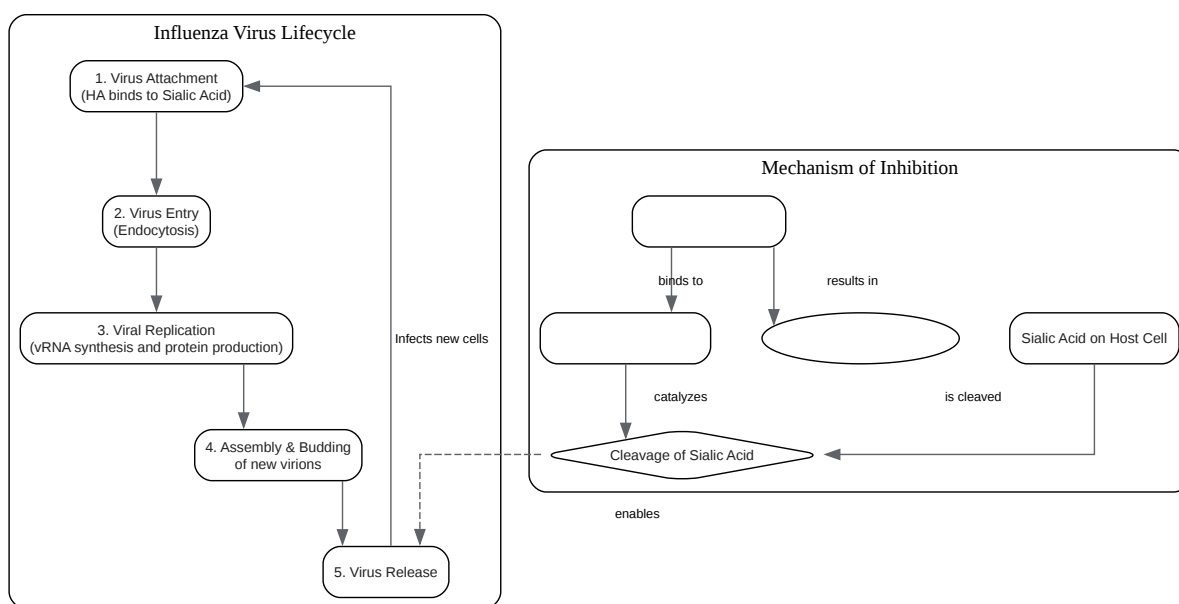 Influenza Virus Lifecycle
1. Virus Attachment
(HA binds to Sialic Acid)
2. Virus Entry
(Endocytosis)
3. Viral Replication
(vRNA synthesis and protein production)
Infects new cells
4. Assembly & Budding
of new virions
5. Virus Release
Mechanism of Inhibition
binds to
results in
Sialic Acid on Host Cell
catalyzes
is cleaved
Cleavage of Sialic Acid
enables